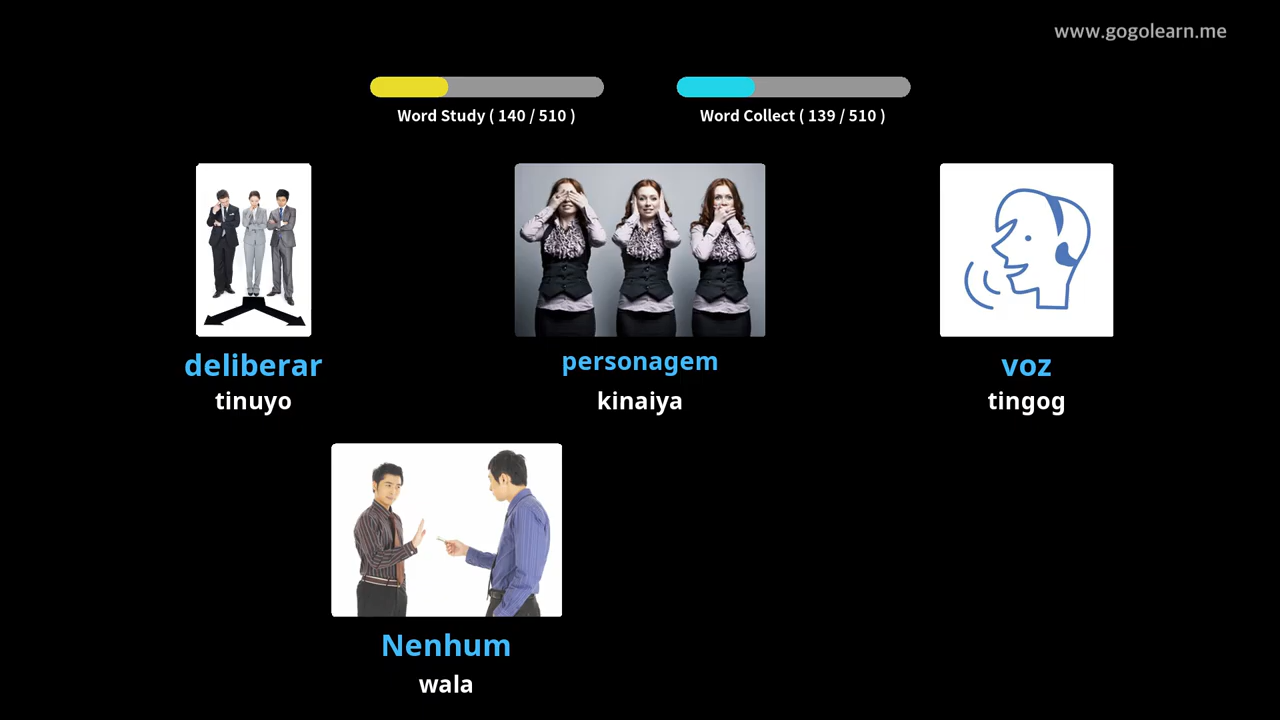 www.gogolearn.me
Word Study ( 140 / 510 )
Word Collect ( 139 / 510 )
deliberar
tinuyo
personagem
kinaiya
voz
tingog
Nenhum
wala